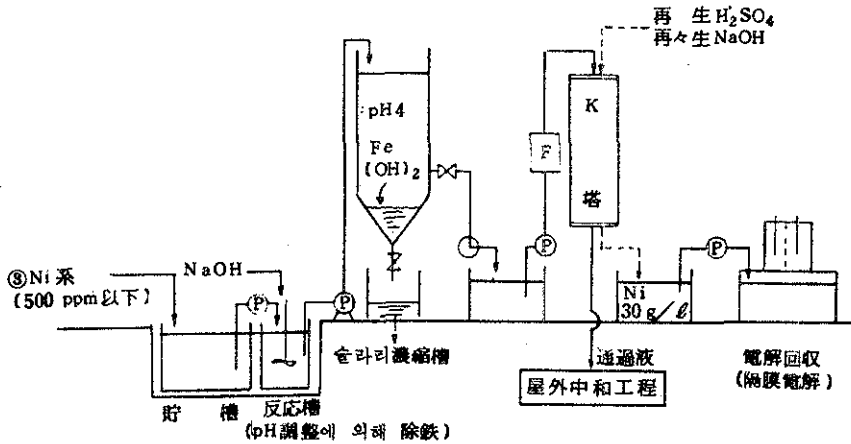 再 生 H₂SO₄
再々生 NaOH
pH4
Fe
(OH)₂
F
K
塔
P
⑧Ni 系
(500 ppm 以下)
NaOH
P
P
P
Ni
30 g/ℓ
슬라리 濃縮槽
通過液
電解回収
(隔膜電解)
屋外中和工程
貯 槽
反応槽
(pH調整에 의해 除鉄)